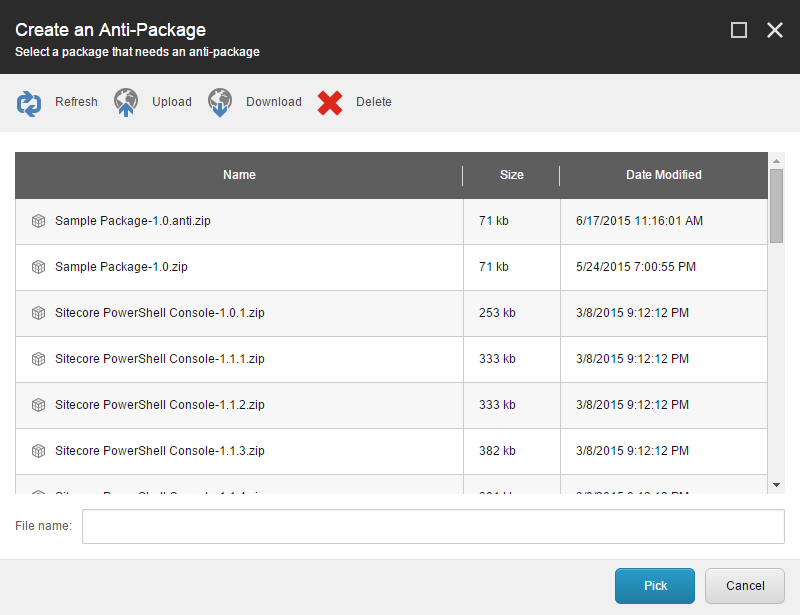 Create an Anti-Package
Select a package that needs an anti-package
Refresh Upload Download Delete
Name Size Date Modified
Sample Package-1.0.anti.zip 71 kb 6/17/2015 11:16:01 AM
Sample Package-1.0.zip 71 kb 5/24/2015 7:00:55 PM
Sitecore PowerShell Console-1.0.1.zip 253 kb 3/8/2015 9:12:12 PM
Sitecore PowerShell Console-1.1.1.zip 333 kb 3/8/2015 9:12:12 PM
Sitecore PowerShell Console-1.1.2.zip 333 kb 3/8/2015 9:12:12 PM
Sitecore PowerShell Console-1.1.3.zip 382 kb 3/8/2015 9:12:12 PM
File name:
Pick Cancel